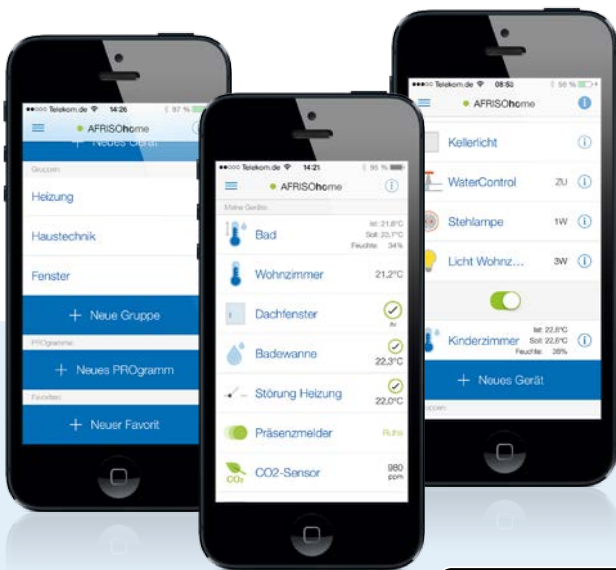 Telekom.de 14:26 97 %
AFRISOhome
+ Neues Gerät
Gruppen:
Heizung
Haustechnik
Fenster
+ Neue Gruppe
PROgramme:
+ Neues PROgramm
Favoriten:
+ Neuer Favorit
Telekom.de 14:21 95 %
AFRISOhome
Meine Geräte:
Bad
Ist: 21,8°C
Soll: 23,7°C
Feuchte: 34%
Wohnzimmer 21,2°C
Dachfenster
zu
Badewanne
22,3°C
Störung Heizung
22,0°C
Präsenzmelder Ruhe
CO2-Sensor 980
ppm
CO₂
Telekom.de 08:53 56 %
AFRISOhome
Kellerlicht
WaterControl ZU
Stehlampe 1W
Licht Wohnz... 3W
Kinderzimmer
Ist: 22,8°C
Soll: 22,8°C
Feuchte: 36%
+ Neues Gerät